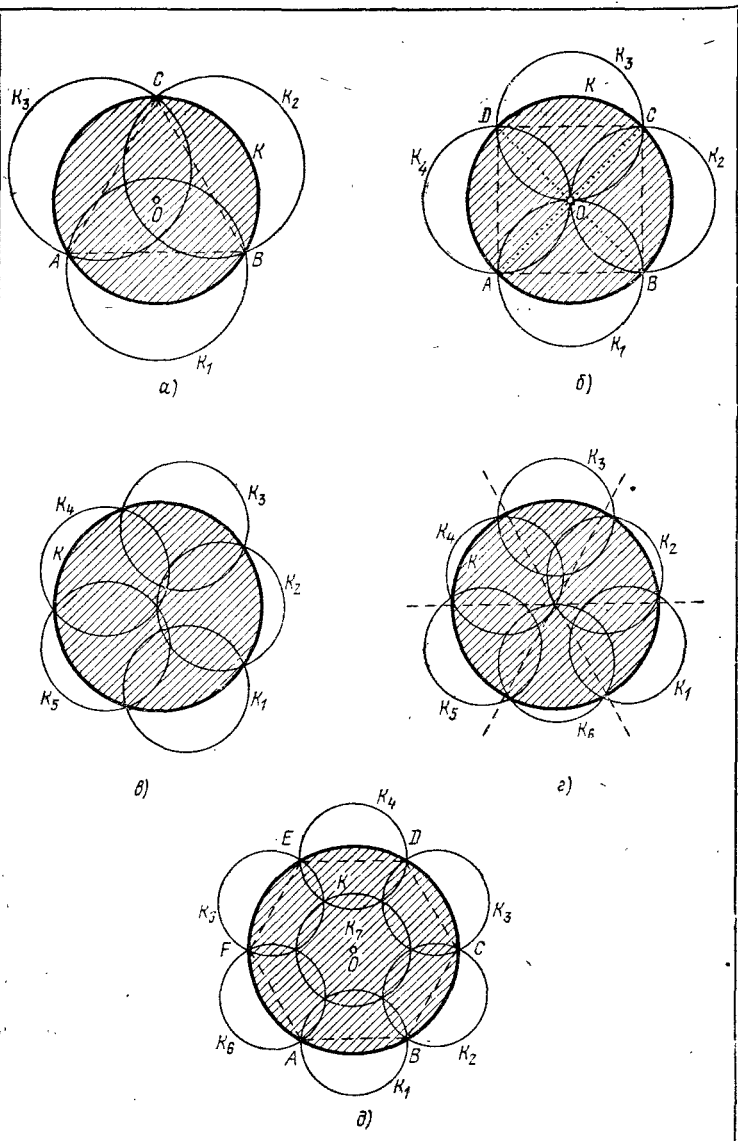 C
K₃
K₂
K
O
A
B
K₁
а)
K₃
K
D
C
K₄
K₂
O
A
B
K₁
б)
K₄
K₃
K
K₂
K₅
K₁
в)
K₃
K₄
K₂
K
K₅
K₁
K₆
г)
K₄
E
D
K
K₅
K₃
K₇
F
O
C
K₆
A
B
K₂
K₁
д)